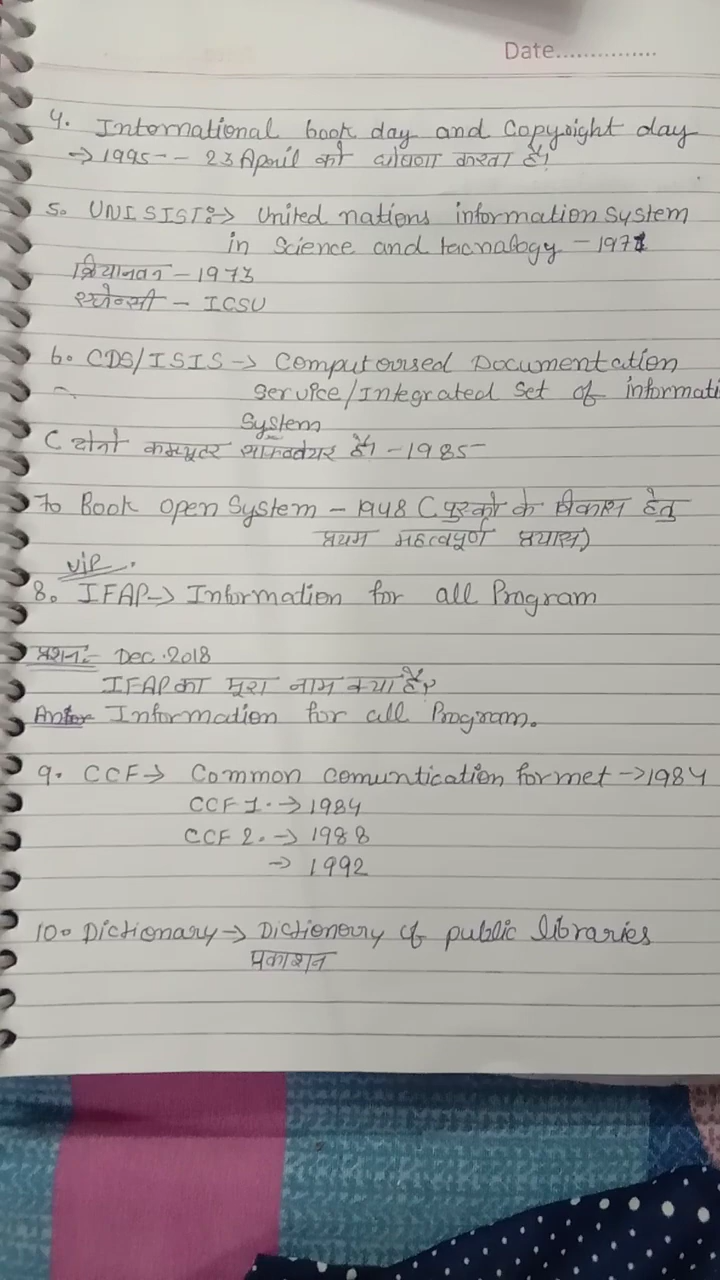 Date...............
4. International book day and Copyright day
→ 1995-- 23 April को घोषणा करता है।
5. UNISIST:→ United nations information System
in Science and tecnalogy - 1971
क्रियान्वन - 1973
एजेन्सी - ICSU
6. CDS/ISIS → Computorised Documentation
Service/Integrated Set of informati
System
( दोनो कम्प्यूटर साफ्टवेयर है। - 1985-
7. Book Open System - 1948 ( पुस्तको के विकास हेतु
प्रथम महत्वपूर्ण प्रयास)
VIP.
8. IFAP→ Information for all Program
प्रशन:- Dec.2018
IFAP का पूरा नाम क्या है?
Ans Information for all Program.
9. CCF→ Common comuntication formet →1984
CCF 1. → 1984
CCF 2. → 1988
→ 1992
10. Dictionary → Dictionery of public libraries
प्रकाशन